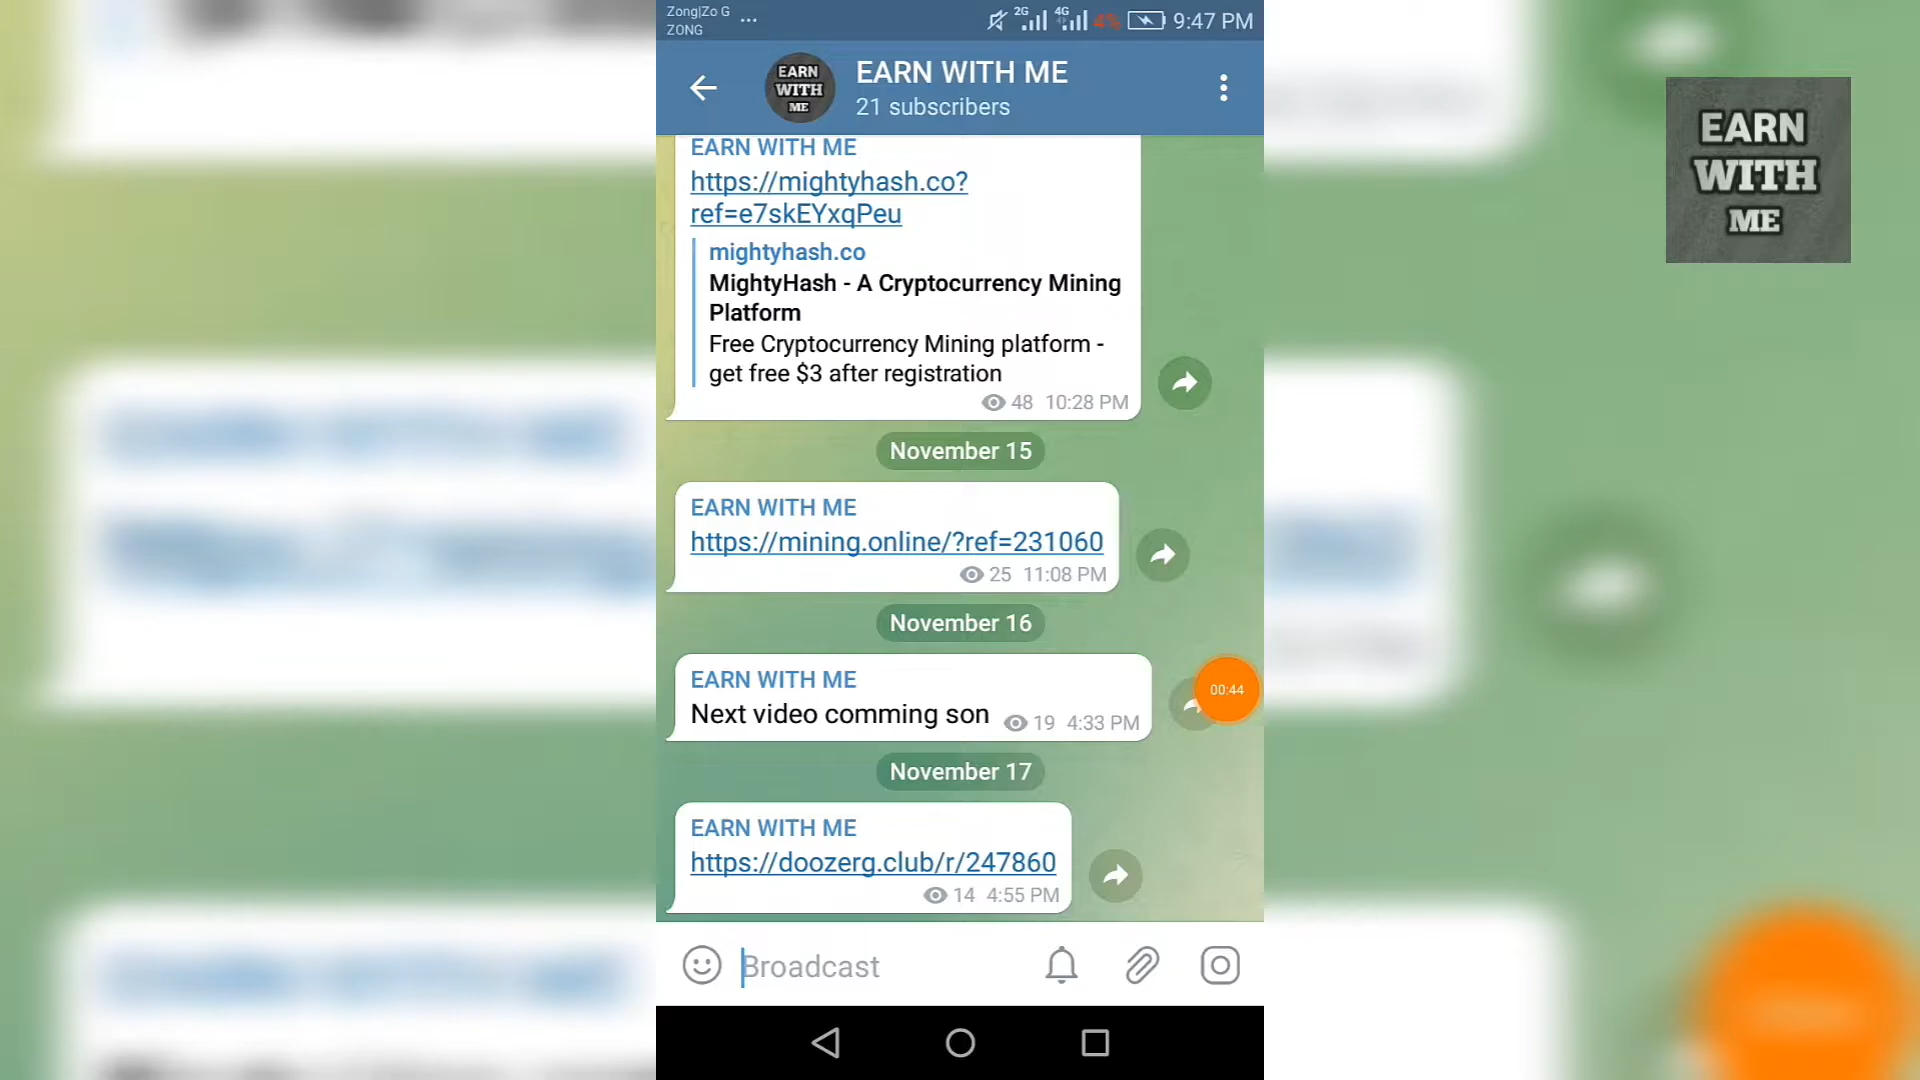 Zong|Zo G ...
ZONG
2G 4G 4% 9:47 PM
EARN
WITH
ME
EARN WITH ME
21 subscribers
EARN
WITH
ME
EARN WITH ME
https://mightyhash.co?
ref=e7skEYxqPeu
mightyhash.co
MightyHash - A Cryptocurrency Mining
Platform
Free Cryptocurrency Mining platform -
get free $3 after registration
48 10:28 PM
November 15
EARN WITH ME
https://mining.online/?ref=231060
25 11:08 PM
November 16
EARN WITH ME
Next video comming son 19 4:33 PM
00:44
November 17
EARN WITH ME
https://doozerg.club/r/247860
14 4:55 PM
Broadcast